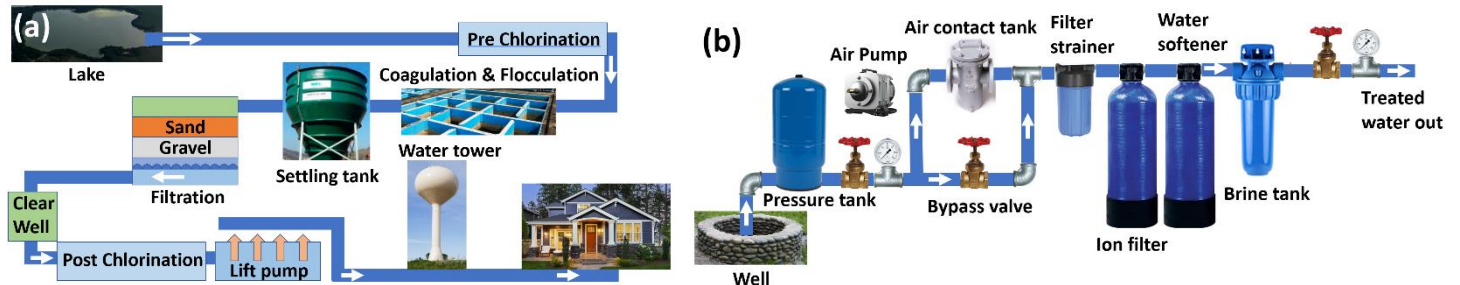 (a)
Lake
Pre Chlorination
Coagulation & Flocculation
Sand
Gravel
Filtration
Settling tank
Water tower
Clear
Well
Post Chlorination
Lift pump
(b)
Air Pump
Air contact tank
Filter
strainer
Water
softener
Treated
water out
Pressure tank
Bypass valve
Brine tank
Ion filter
Well